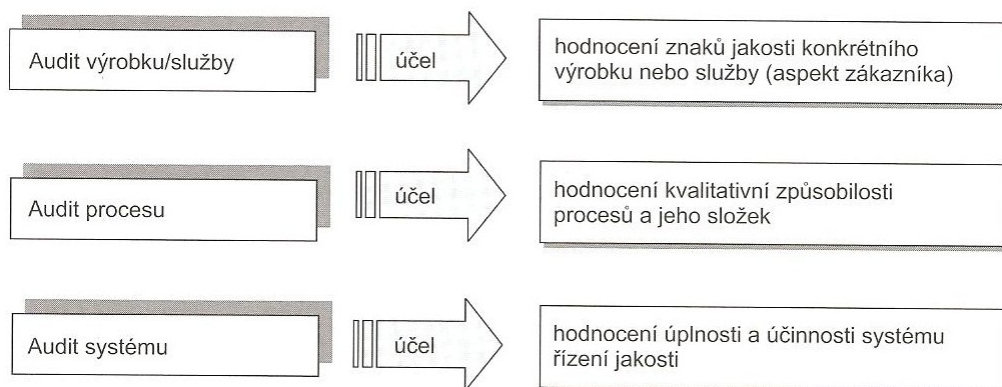 Audit výrobku/služby
účel
hodnocení znaků jakosti konkrétního
výrobku nebo služby (aspekt zákazníka)
Audit procesu
účel
hodnocení kvalitativní způsobilosti
procesů a jeho složek
Audit systému
účel
hodnocení úplnosti a účinnosti systému
řízení jakosti